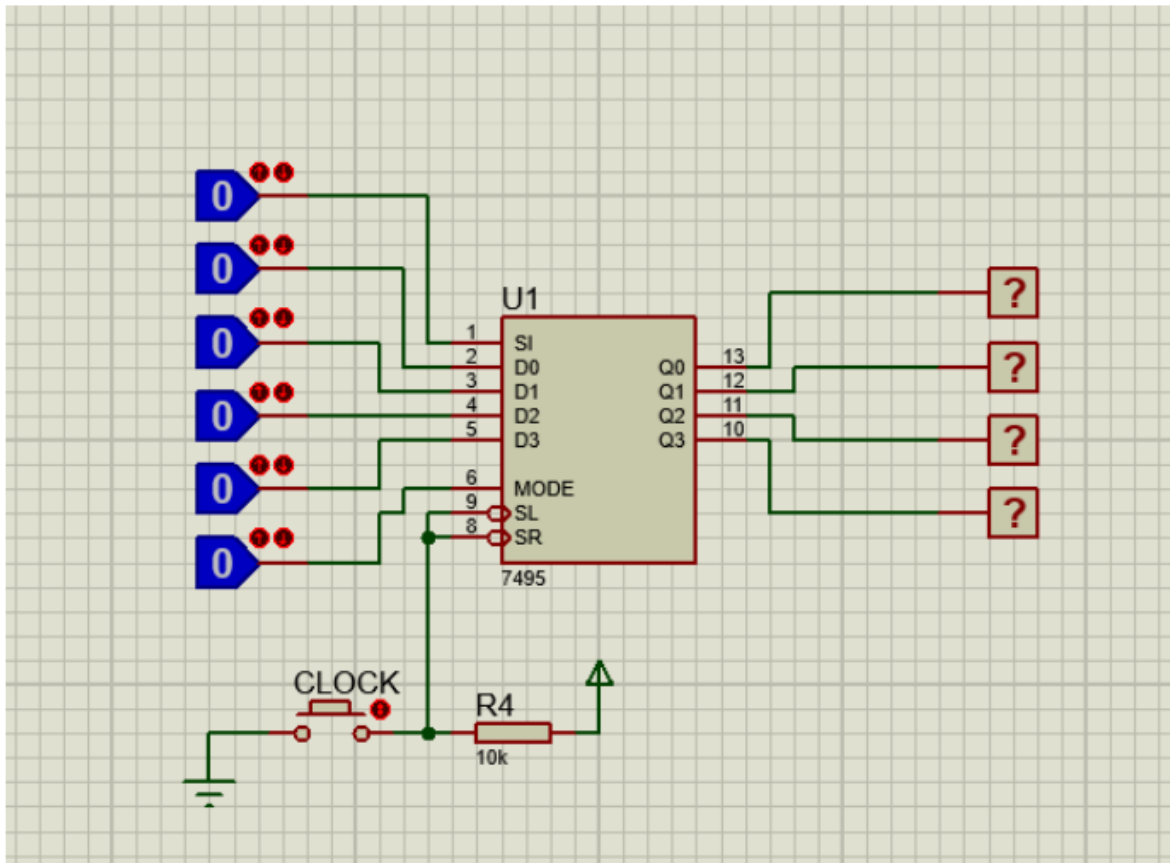 0
0
0
0
0
0
U1
1 SI
2 D0
3 D1
4 D2
5 D3
6 MODE
9 SL
8 SR
Q0 13
Q1 12
Q2 11
Q3 10
7495
?
?
?
?
CLOCK
R4
10k